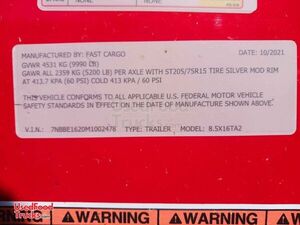 MANUFACTURED BY: FAST CARGO
DATE: 10/2021
GVWR 4531 KG (9990 LB)
GAWR ALL 2359 KG (5200 LB) PER AXLE WITH ST205/75R15 TIRE SILVER MOD RIM
AT 413.7 KPA (60 PSI) COLD 413 KPA / 60 PSI
THIS VEHICLE CONFORMS TO ALL APPLICABLE U.S. FEDERAL MOTOR VEHICLE
SAFETY STANDARDS IN EFFECT ON THE DATE OF MANUFACTURE SHOWN ABOVE
V.I.N: 7NBBE1620M1002478 TYPE: TRAILER MODEL: 8.5X16TA2
UsedFood
Trucks
WARNING WARNING WARNING